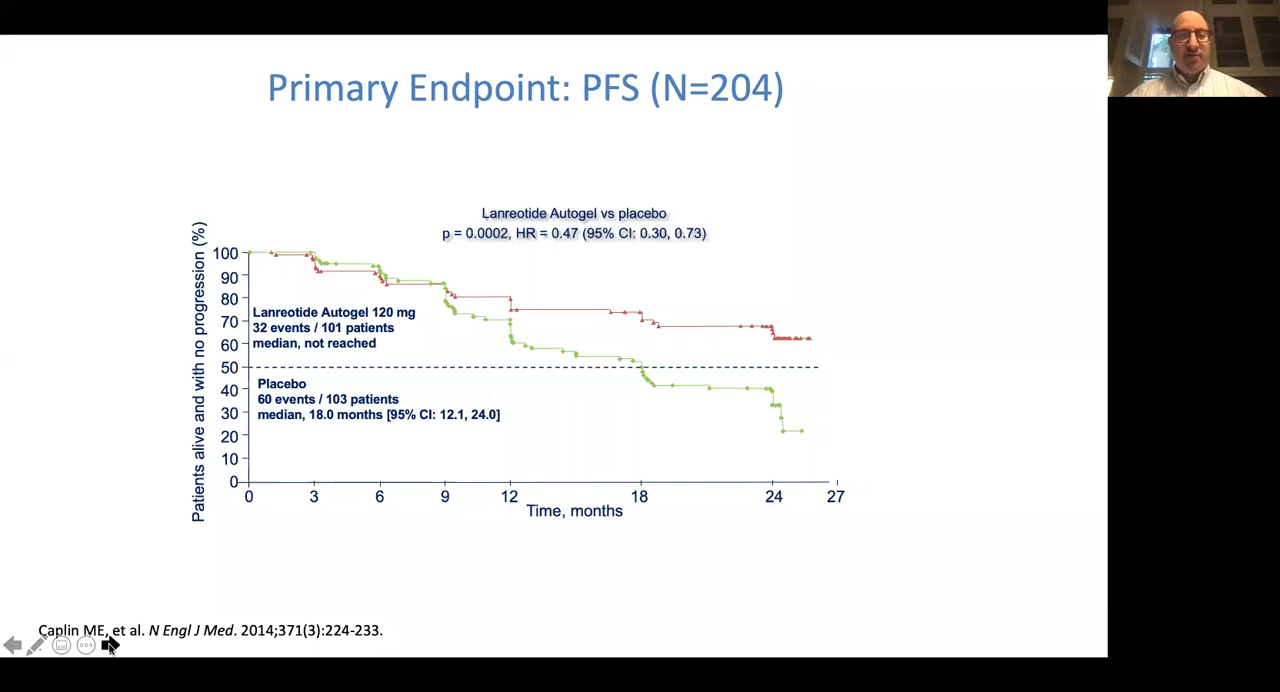 Primary Endpoint: PFS (N=204)
Lanreotide Autogel vs placebo
p = 0.0002, HR = 0.47 (95% CI: 0.30, 0.73)
Patients alive and with no progression (%)
100
90
80
70
60
50
40
30
20
10
0
Lanreotide Autogel 120 mg
32 events / 101 patients
median, not reached
Placebo
60 events / 103 patients
median, 18.0 months [95% CI: 12.1, 24.0]
0 3 6 9 12 18 24 27
Time, months
Caplin ME, et al. N Engl J Med. 2014;371(3):224-233.